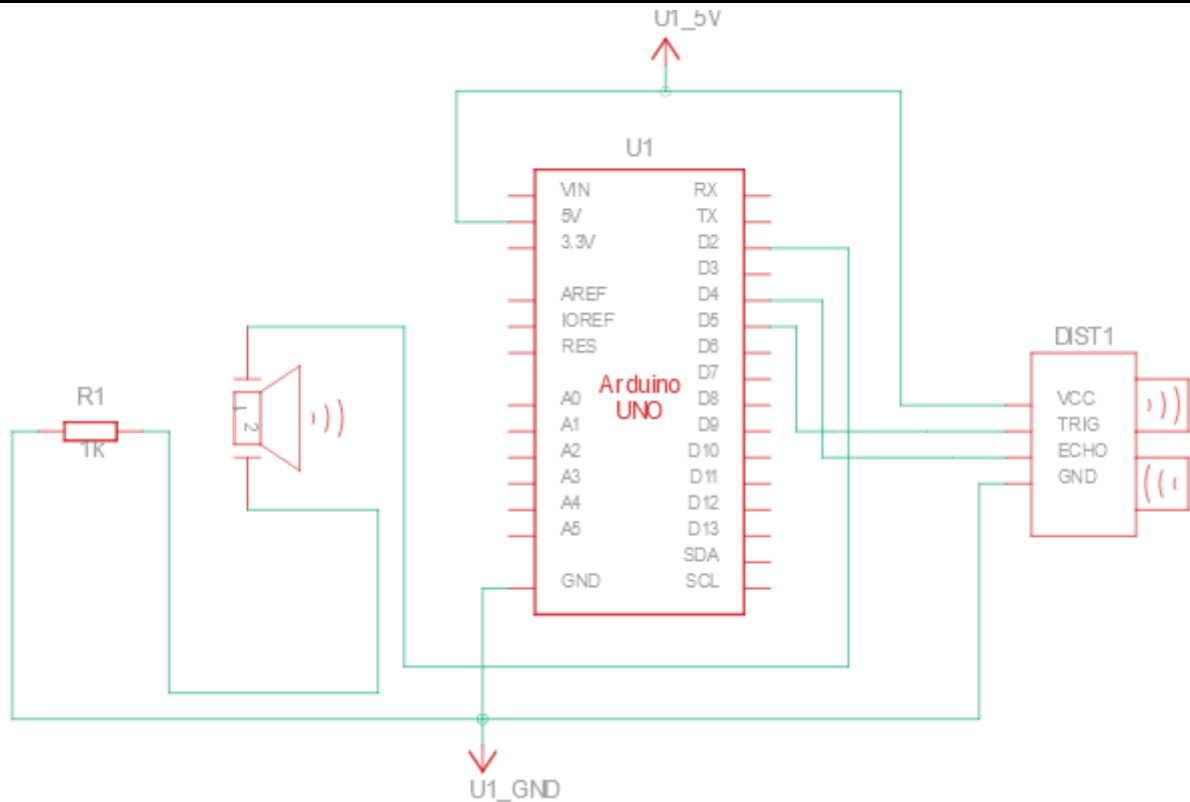 U1_5V
U1
VIN
5V
3.3V
AREF
IOREF
RES
A0
A1
A2
A3
A4
A5
GND
Arduino
UNO
RX
TX
D2
D3
D4
D5
D6
D7
D8
D9
D10
D11
D12
D13
SDA
SCL
R1
1K
1
2
DIST1
VCC
TRIG
ECHO
GND
U1_GND